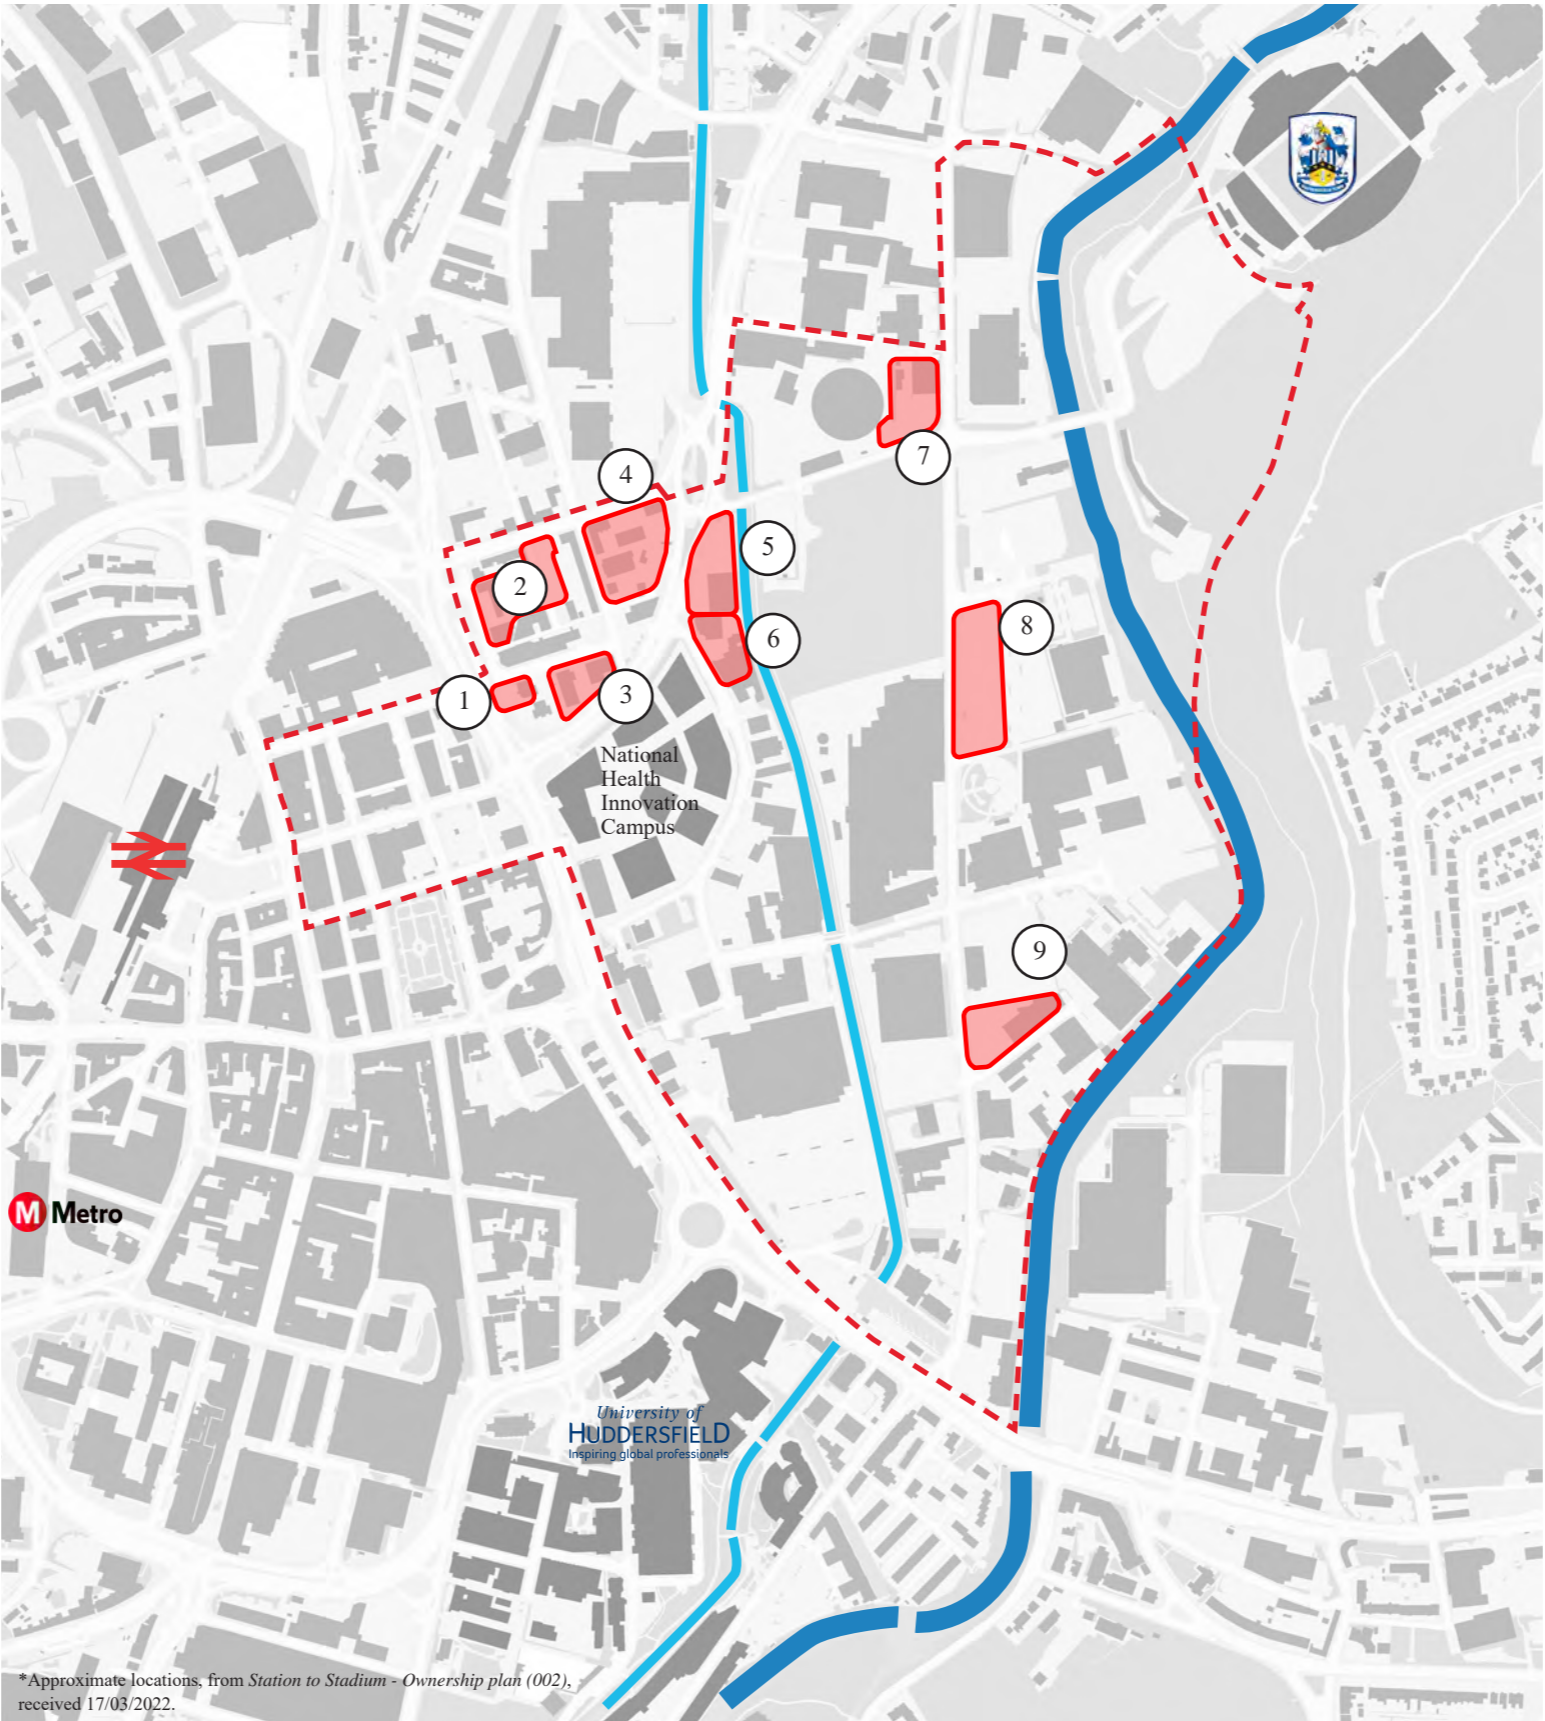 4
7
5
2
8
6
3
1
National
Health
Innovation
Campus
9
M Metro
University of
HUDDERSFIELD
Inspiring global professionals
*Approximate locations, from Station to Stadium - Ownership plan (002),
received 17/03/2022.